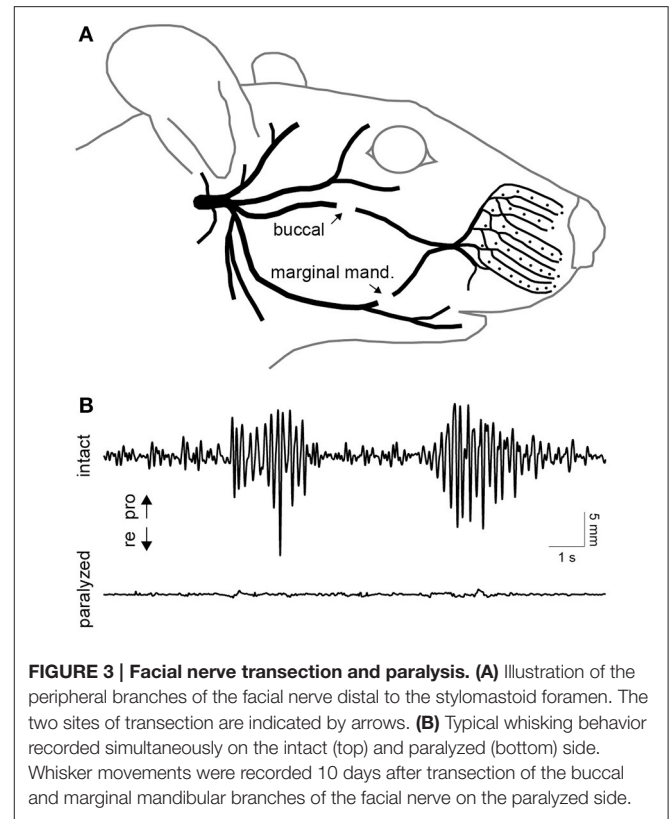 A
buccal
marginal mand.
B
intact
re pro
5 mm
1 s
paralyzed
FIGURE 3 | Facial nerve transection and paralysis. (A) Illustration of the
peripheral branches of the facial nerve distal to the stylomastoid foramen. The
two sites of transection are indicated by arrows. (B) Typical whisking behavior
recorded simultaneously on the intact (top) and paralyzed (bottom) side.
Whisker movements were recorded 10 days after transection of the buccal
and marginal mandibular branches of the facial nerve on the paralyzed side.